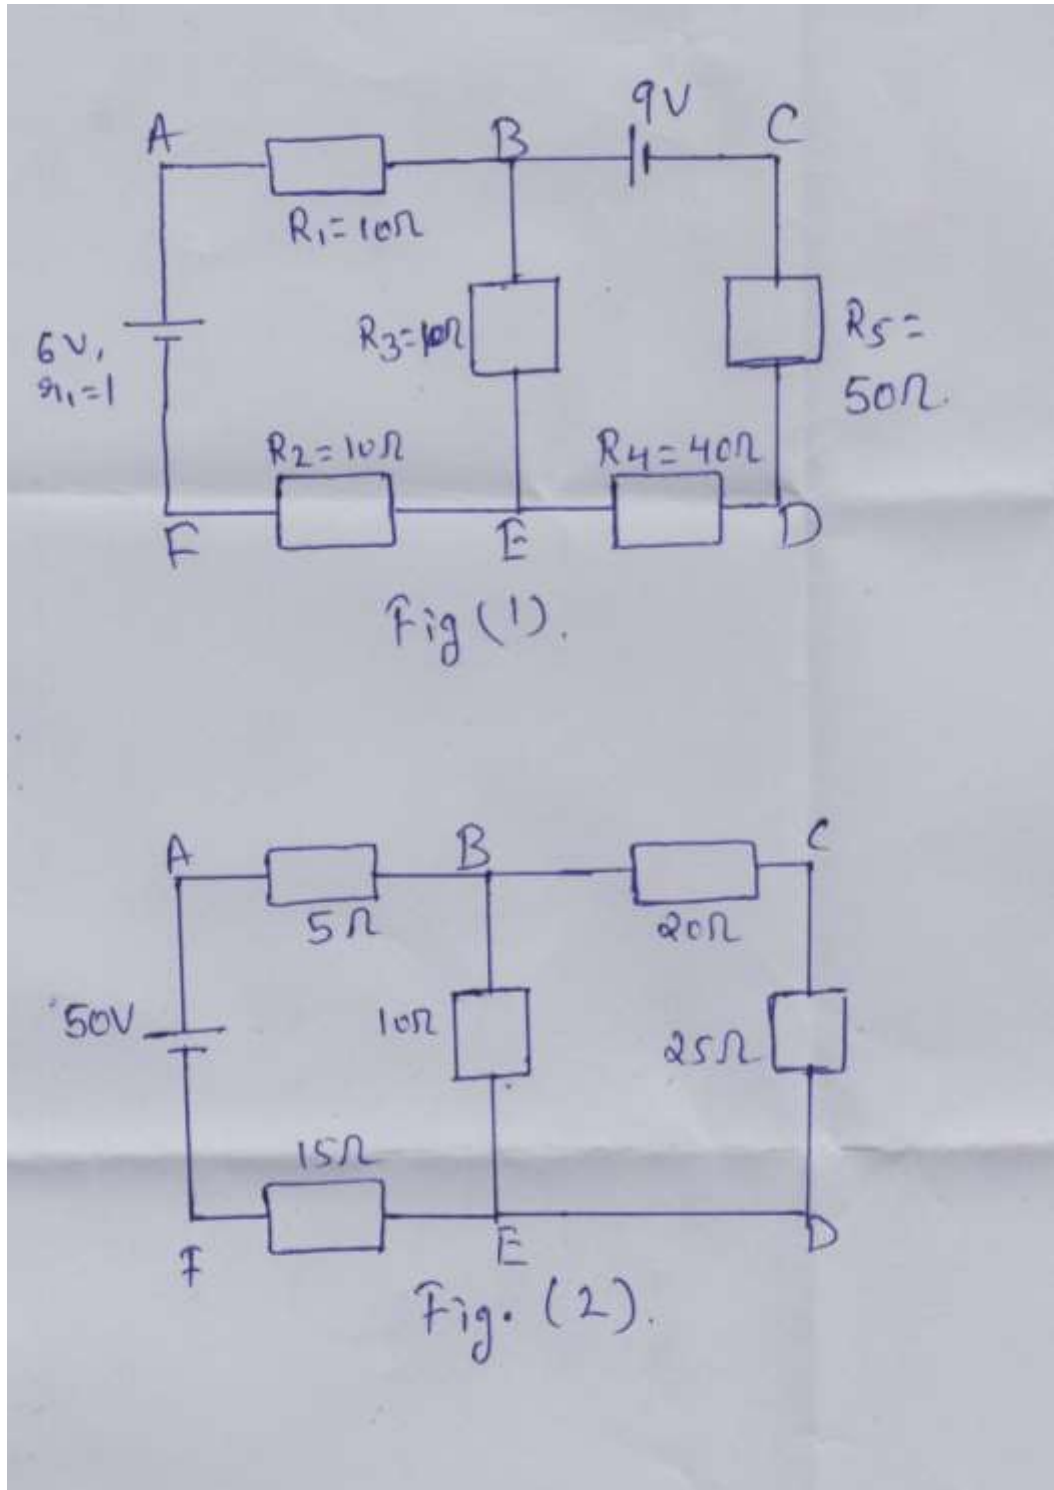 9V
A
B
C
R₁=10Ω
R₃=10Ω
R₅=
50Ω.
6V,
r₁=1
R₂=10Ω
R₄=40Ω
F
E
D
Fig (1).
A
B
C
5Ω
20Ω
50V
10Ω
25Ω
15Ω
F
E
D
Fig. (2).